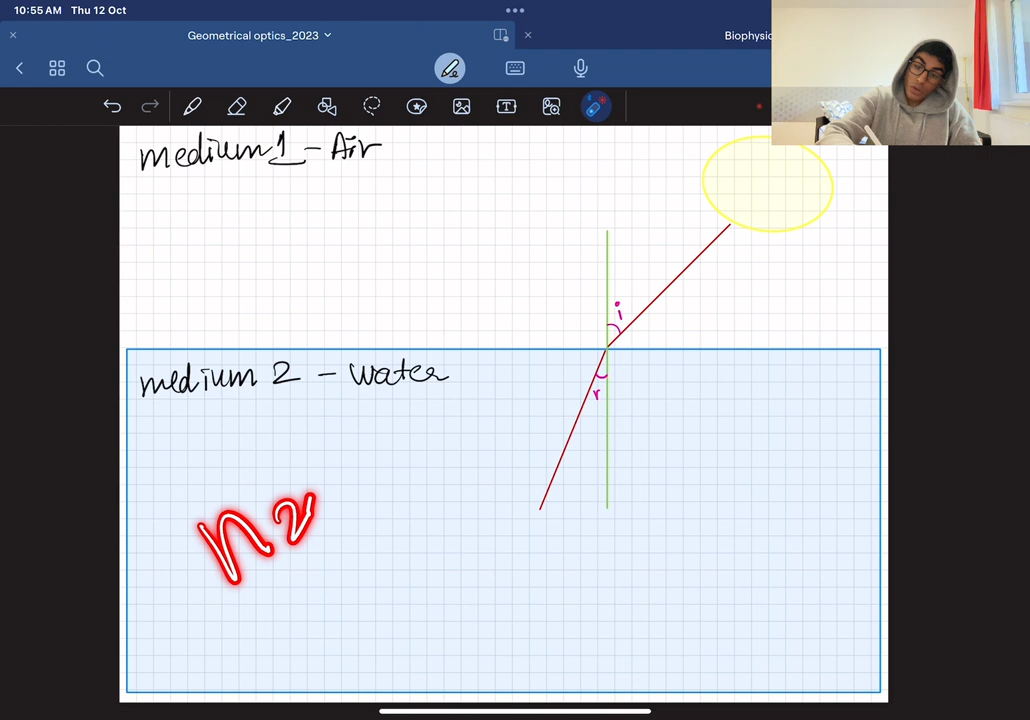 10:55 AM Thu 12 Oct
Geometrical optics_2023
Biophysic
medium 1 - Air
i
medium 2 - water
r
n2